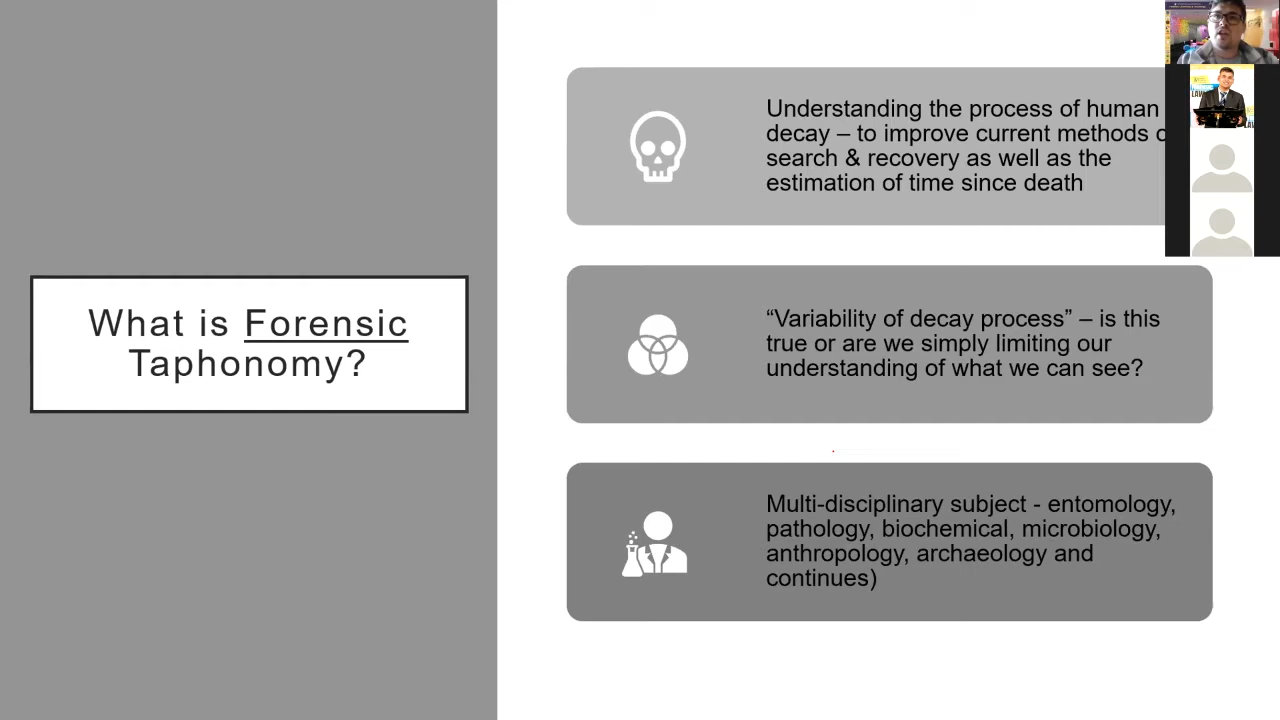 What is Forensic
Taphonomy?
Understanding the process of human
decay – to improve current methods
search & recovery as well as the
estimation of time since death
“Variability of decay process” – is this
true or are we simply limiting our
understanding of what we can see?
Multi-disciplinary subject - entomology,
pathology, biochemical, microbiology,
anthropology, archaeology and
continues)
LAW